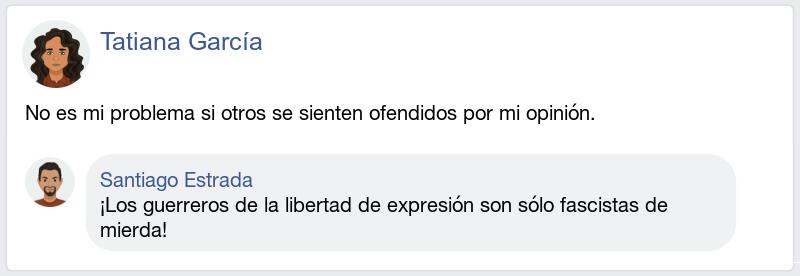 Tatiana García
No es mi problema si otros se sienten ofendidos por mi opinión.
Santiago Estrada
¡Los guerreros de la libertad de expresión son sólo fascistas de
mierda!